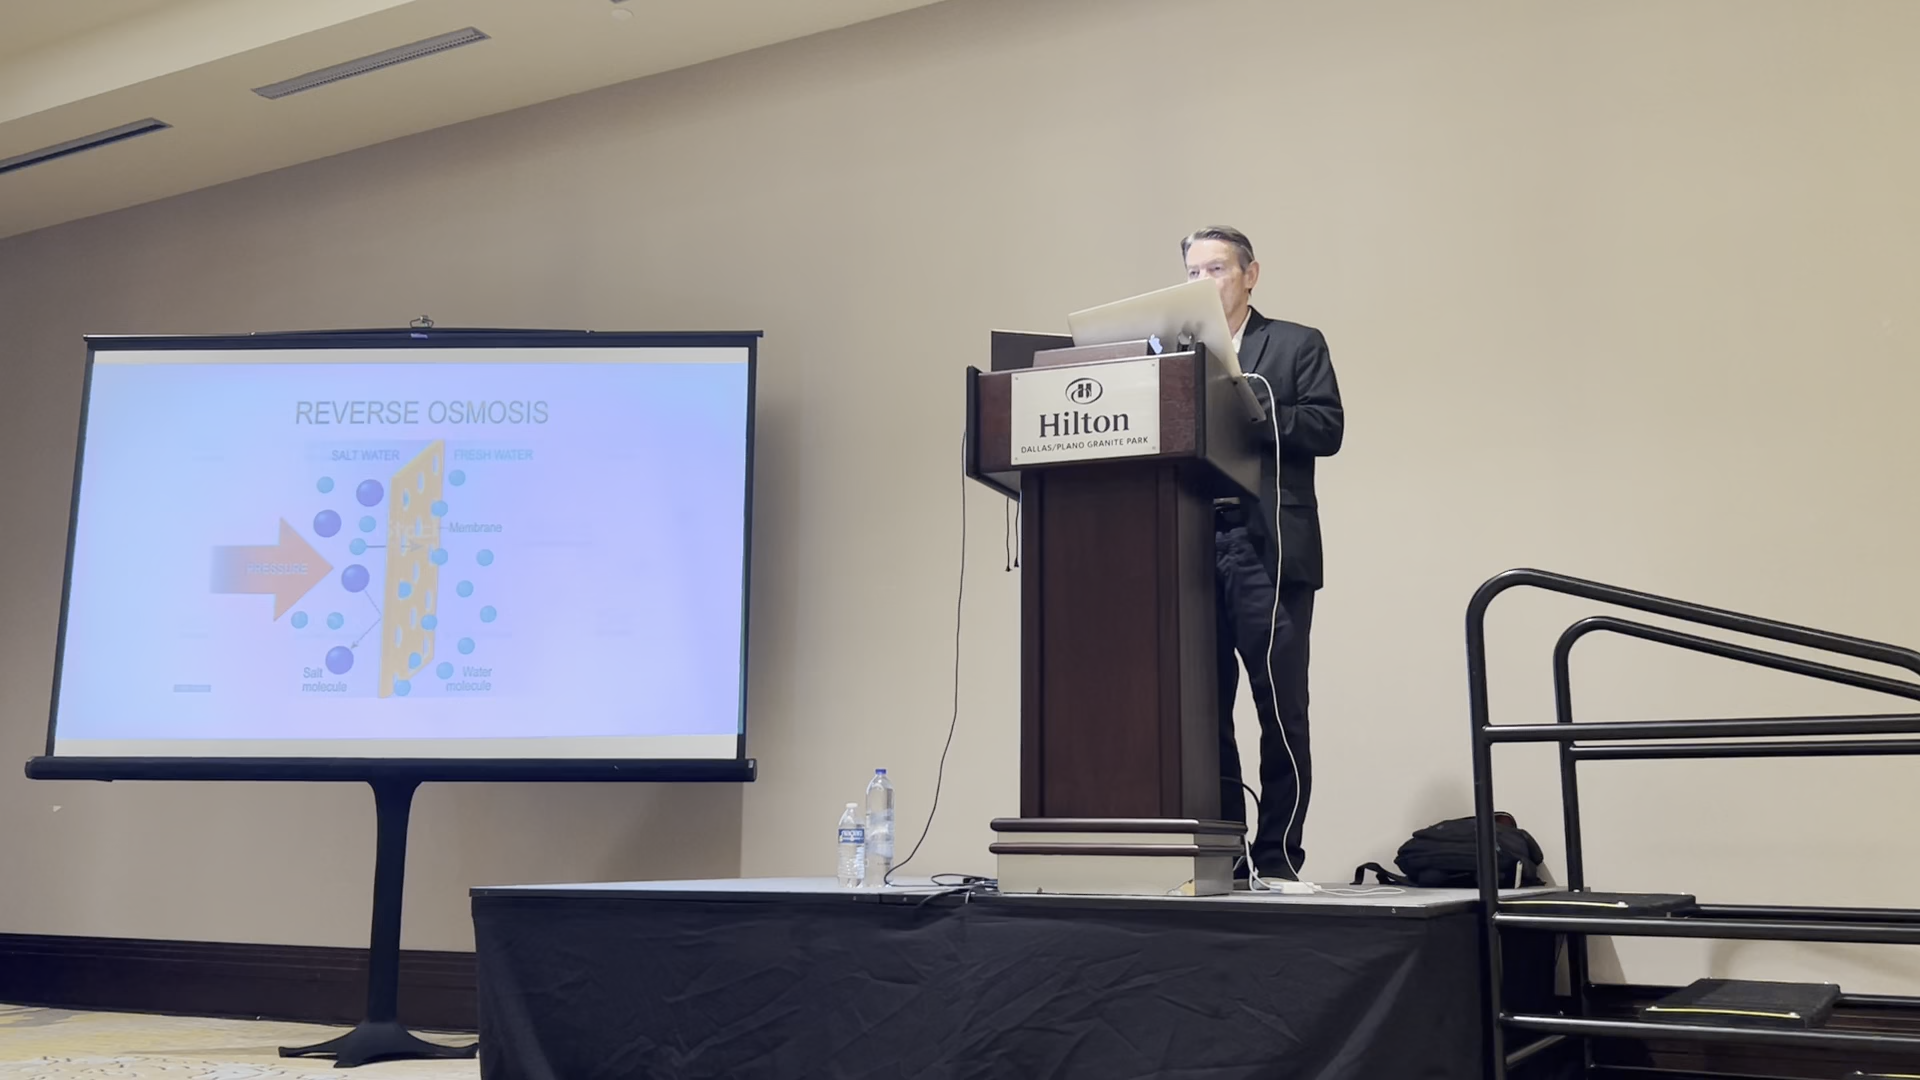 REVERSE OSMOSIS
SALT WATER
FRESH WATER
Membrane
PRESSURE
Salt
molecule
Water
molecule
Hilton
DALLAS/PLANO GRANITE PARK